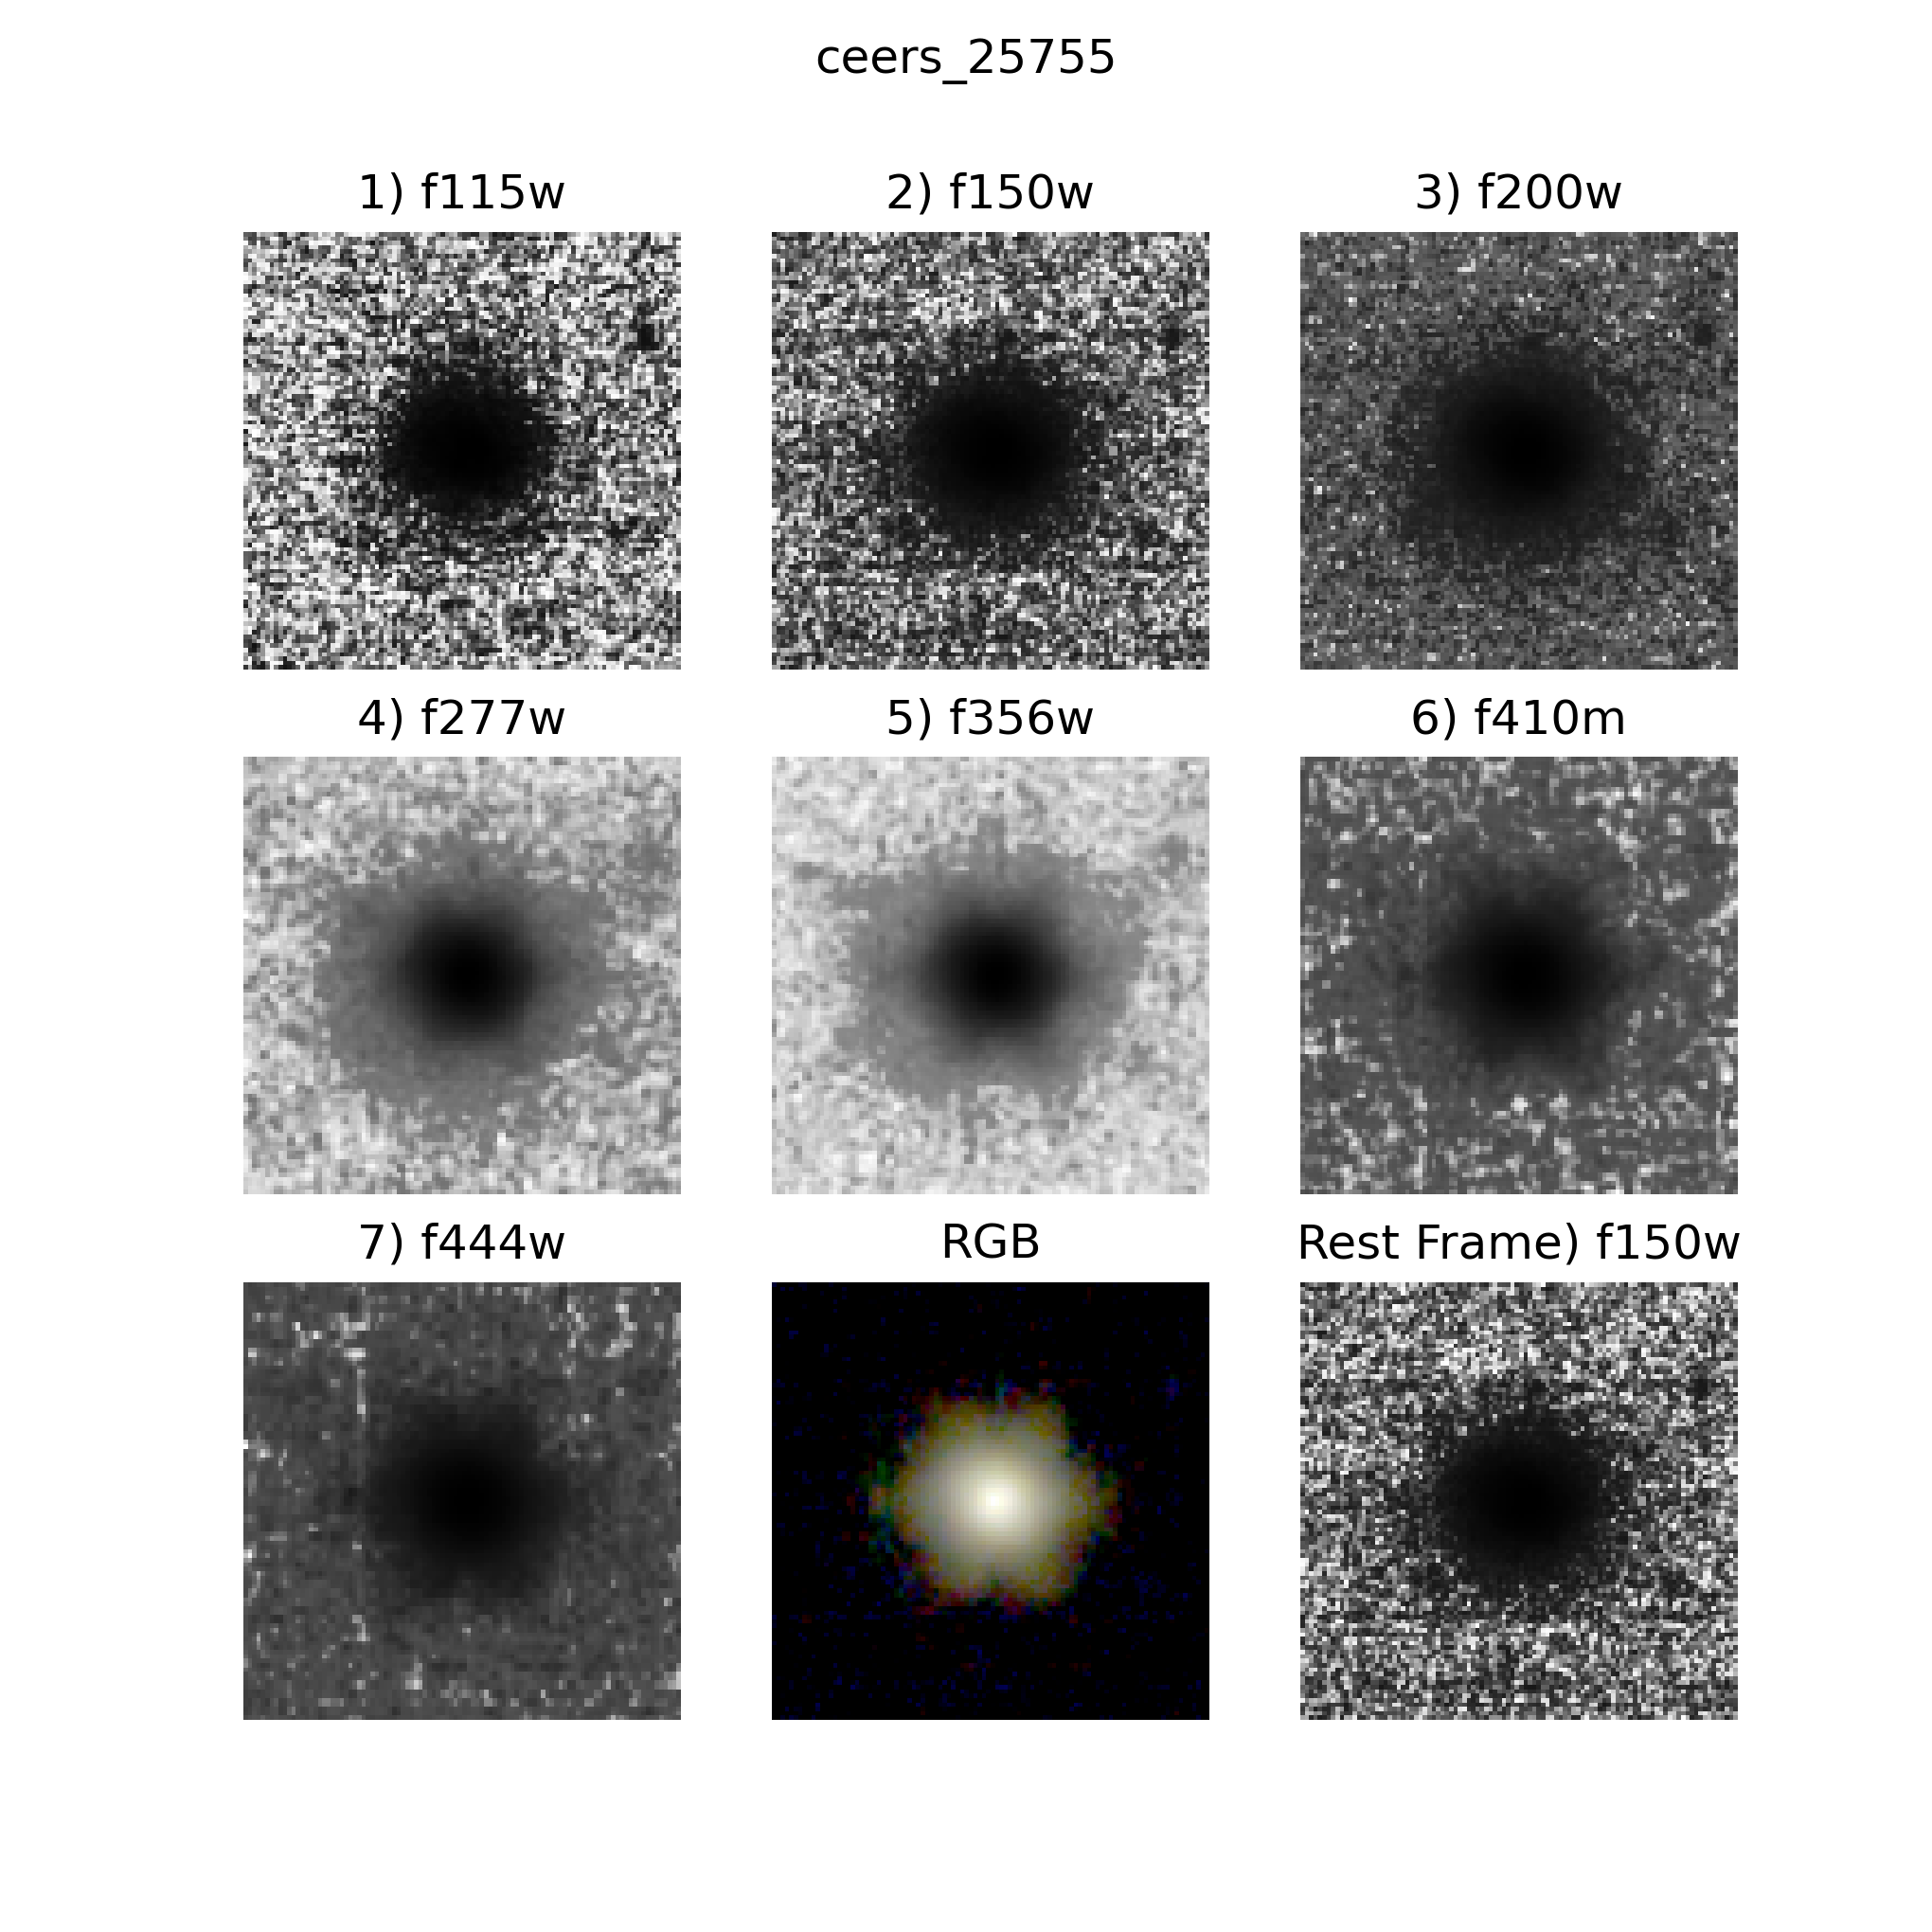 ceers_25755
1) f115w
2) f150w
3) f200w
4) f277w
5) f356w
6) f410m
7) f444w
RGB
Rest Frame) f150w